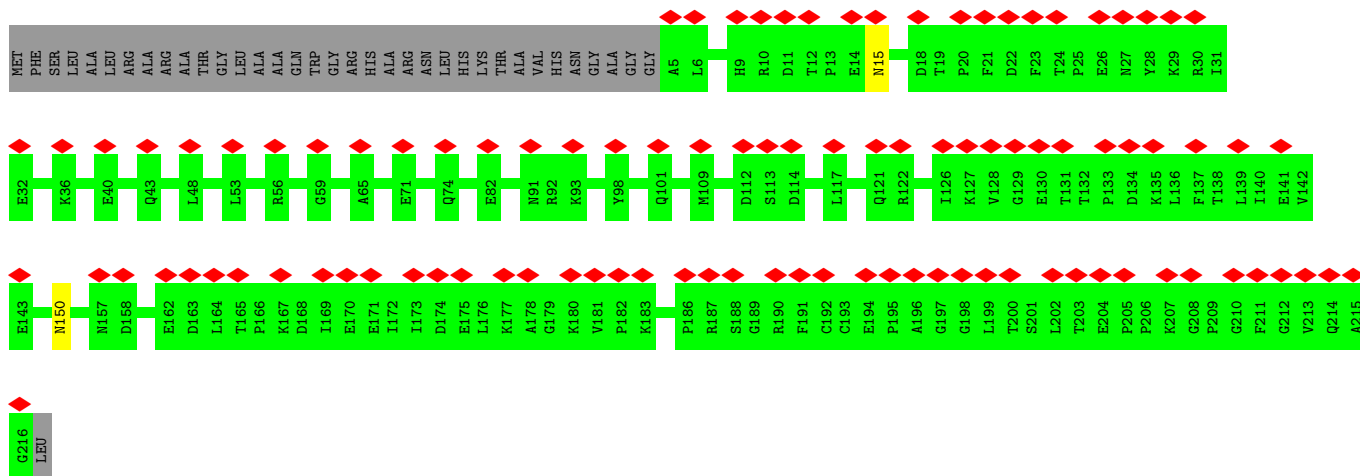 MET PHE SER LEU ALA LEU ARG ALA ARG ALA THR GLY LEU ALA ALA GLN TRP GLY ARG HIS ALA ARG ASN LEU HIS LYS THR ALA VAL HIS ASN GLY ALA GLY GLY A5 L6 H9 R10 D11 T12 P13 E14 N15 D18 T19 P20 F21 D22 F23 T24 P25 E26 N27 Y28 K29 R30 I31
E32 K36 E40 Q43 L48 L53 R56 G59 A65 E71 Q74 E82 N91 R92 K93 Y98 Q101 M109 D112 S113 D114 L117 Q121 R122 I126 K127 V128 G129 E130 T131 T132 P133 D134 K135 L136 F137 T138 L139 I140 E141 V142
E143 N150 N157 D158 E162 D163 L164 T165 P166 K167 D168 I169 E170 E171 I172 I173 D174 E175 L176 K177 A178 G179 K180 V181 P182 K183 P186 R187 S188 G189 R190 F191 C192 C193 E194 P195 A196 G197 G198 L199 T200 S201 L202 T203 E204 P205 P206 K207 G208 P209 G210 F211 G212 V213 Q214 A215
G216 LEU